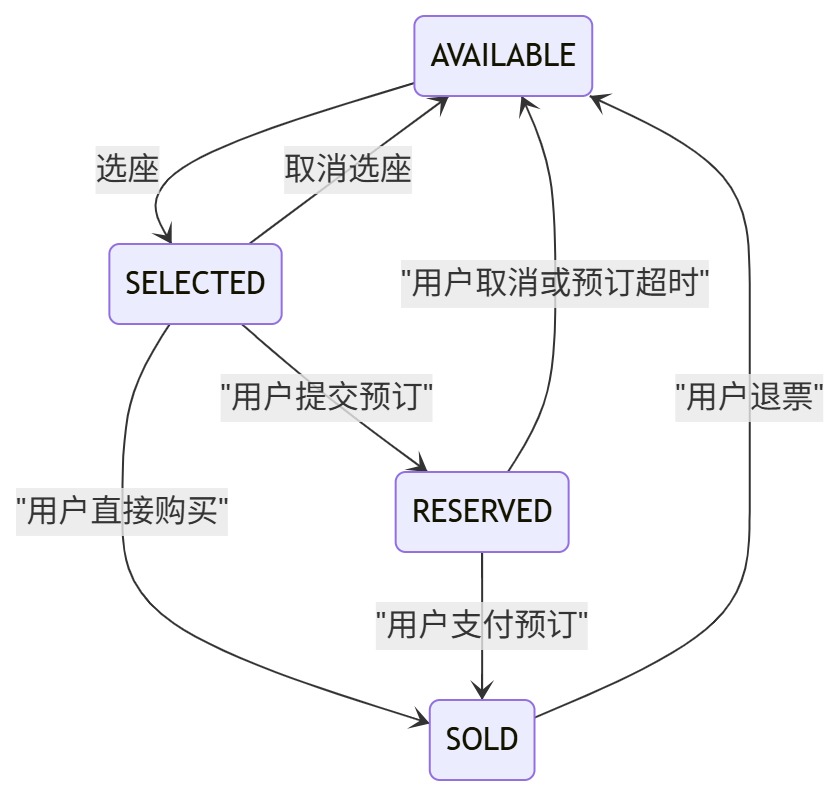 AVAILABLE
选座
取消选座
SELECTED
"用户取消或预订超时"
"用户提交预订"
"用户退票"
"用户直接购买"
RESERVED
"用户支付预订"
SOLD